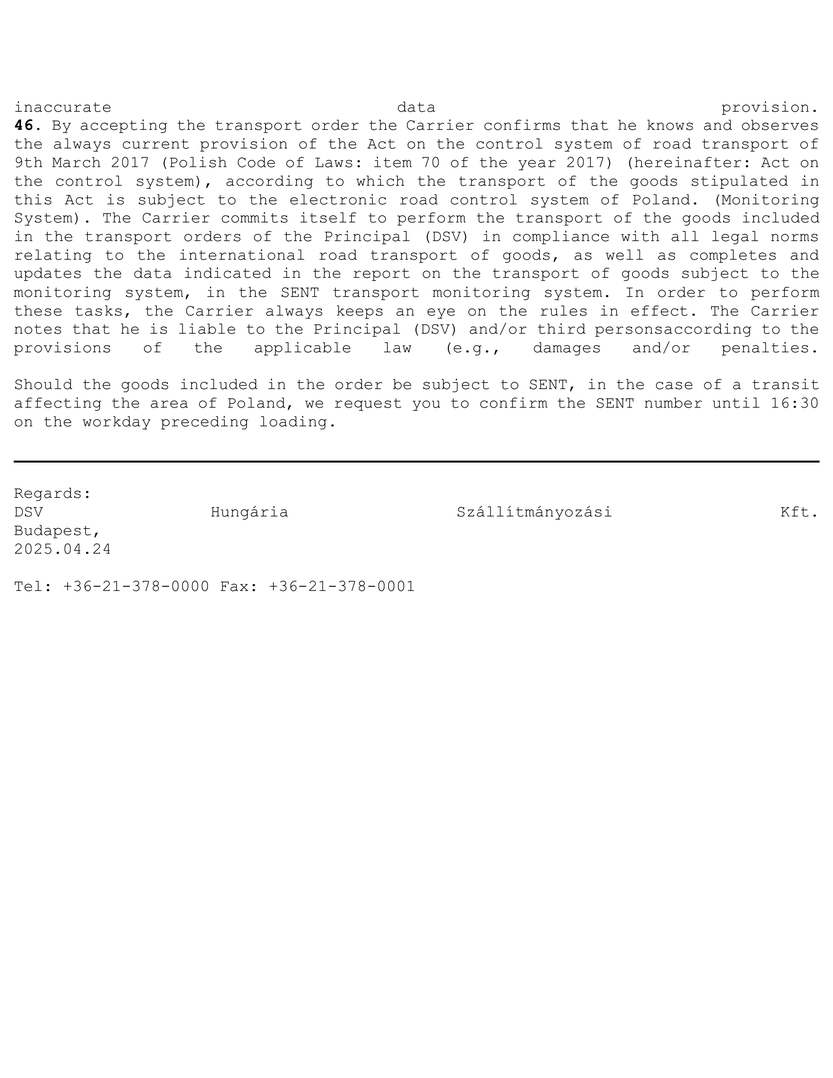 inaccurate data provision.
46. By accepting the transport order the Carrier confirms that he knows and observes
the always current provision of the Act on the control system of road transport of
9th March 2017 (Polish Code of Laws: item 70 of the year 2017) (hereinafter: Act on
the control system), according to which the transport of the goods stipulated in
this Act is subject to the electronic road control system of Poland. (Monitoring
System). The Carrier commits itself to perform the transport of the goods included
in the transport orders of the Principal (DSV) in compliance with all legal norms
relating to the international road transport of goods, as well as completes and
updates the data indicated in the report on the transport of goods subject to the
monitoring system, in the SENT transport monitoring system. In order to perform
these tasks, the Carrier always keeps an eye on the rules in effect. The Carrier
notes that he is liable to the Principal (DSV) and/or third personsaccording to the
provisions of the applicable law (e.g., damages and/or penalties.
Should the goods included in the order be subject to SENT, in the case of a transit
affecting the area of Poland, we request you to confirm the SENT number until 16:30
on the workday preceding loading.
Regards:
DSV Hungária Szállítmányozási Kft.
Budapest,
2025.04.24
Tel: +36-21-378-0000 Fax: +36-21-378-0001